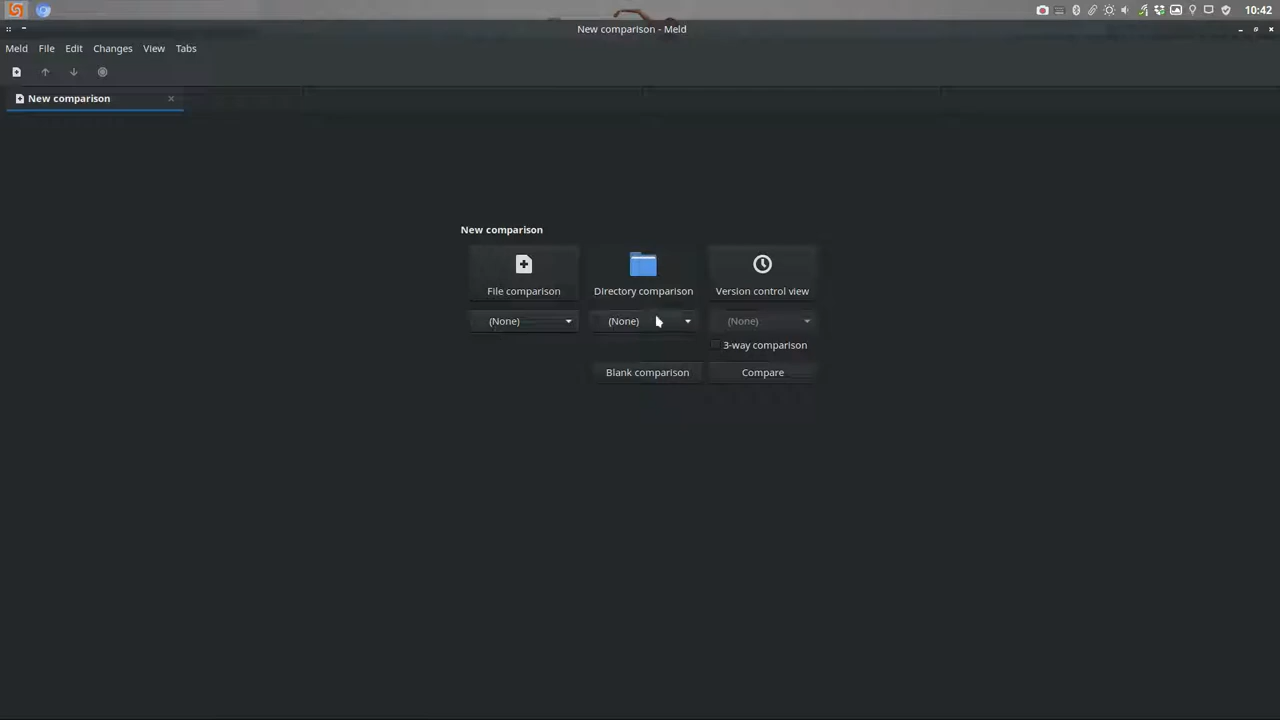 10:42
New comparison - Meld
Meld File Edit Changes View Tabs
New comparison
New comparison
File comparison Directory comparison Version control view
(None) (None) (None)
3-way comparison
Blank comparison Compare